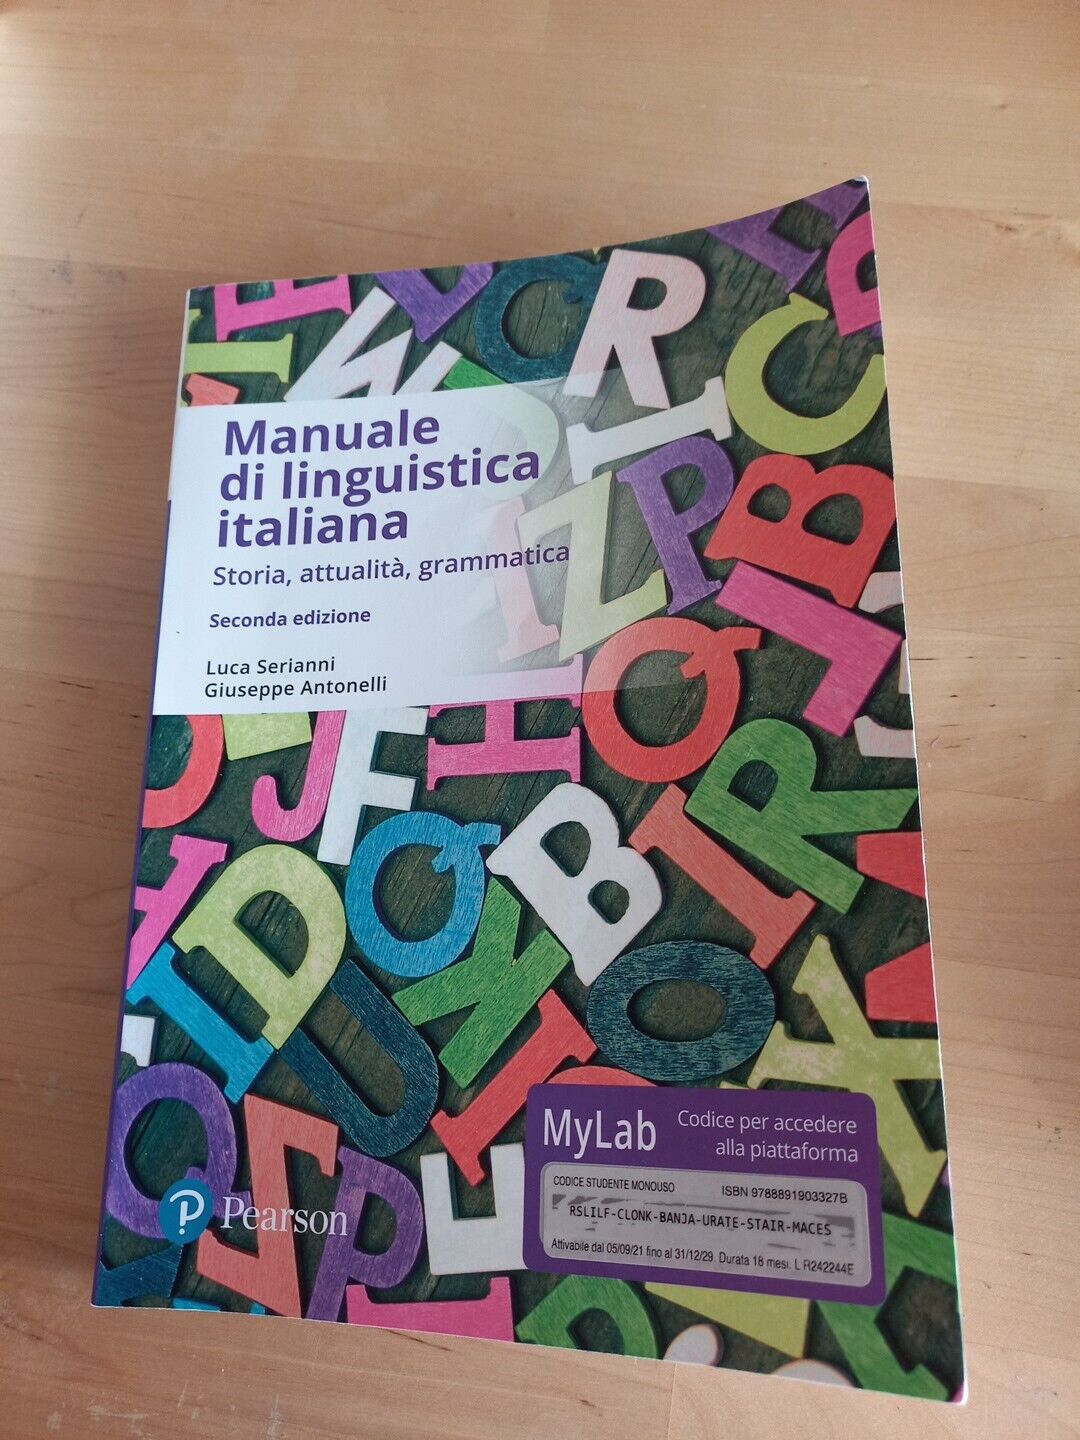 Manuale
di linguistica
italiana
Storia, attualità, grammatica
Seconda edizione
Luca Serianni
Giuseppe Antonelli
MyLab
Codice per accedere
alla piattaforma
CODICE STUDENTE MONOUSO ISBN 9788891903327B
RSLILF-CLONK-BANJA-URATE-STAIR-MACES
Attivabile dal 05/09/21 fino al 31/12/29. Durata 18 mesi. L R242244E
P Pearson